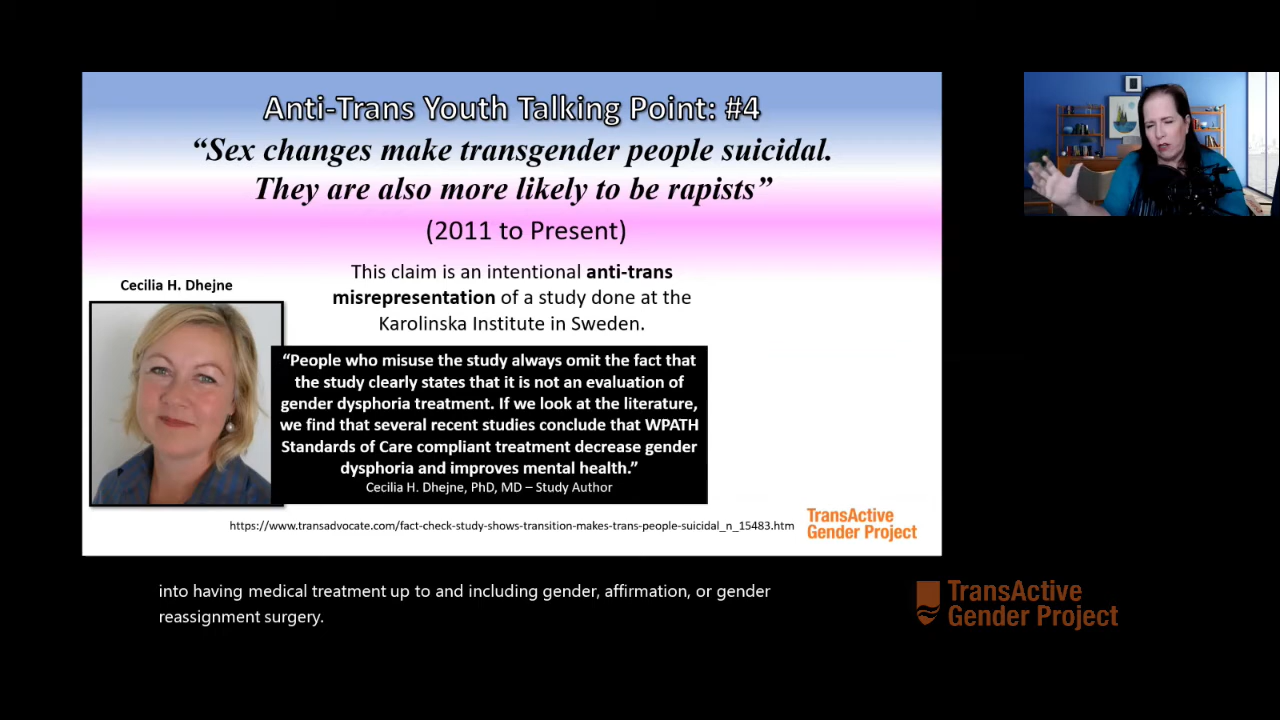 Anti-Trans Youth Talking Point: #4
“Sex changes make transgender people suicidal.
They are also more likely to be rapists”
(2011 to Present)
This claim is an intentional anti-trans
misrepresentation of a study done at the
Karolinska Institute in Sweden.
Cecilia H. Dhejne
“People who misuse the study always omit the fact that
the study clearly states that it is not an evaluation of
gender dysphoria treatment. If we look at the literature,
we find that several recent studies conclude that WPATH
Standards of Care compliant treatment decrease gender
dysphoria and improves mental health.”
Cecilia H. Dhejne, PhD, MD – Study Author
https://www.transadvocate.com/fact-check-study-shows-transition-makes-trans-people-suicidal_n_15483.htm
TransActive
Gender Project
into having medical treatment up to and including gender, affirmation, or gender
reassignment surgery.
TransActive
Gender Project